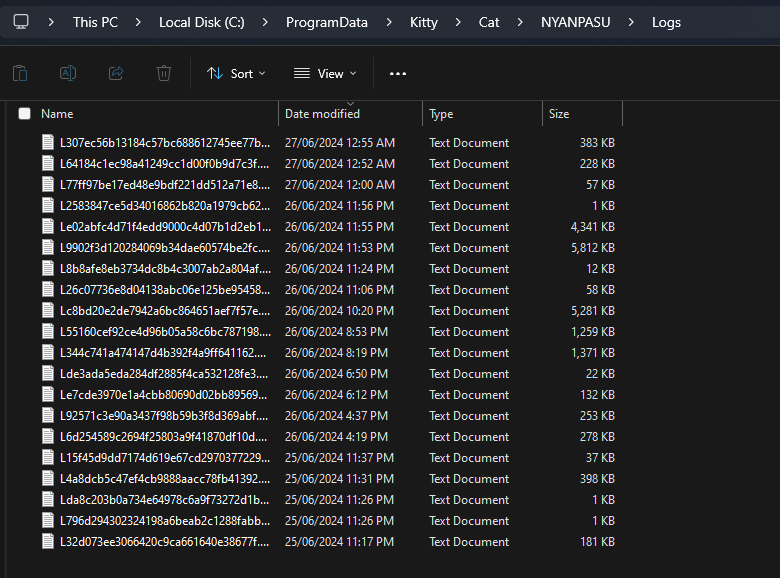 This PC > Local Disk (C:) > ProgramData > Kitty > Cat > NYANPASU > Logs
Sort View ...
Name Date modified Type Size
L307ec56b13184c57bc688612745ee77b... 27/06/2024 12:55 AM Text Document 383 KB
L64184c1ec98a41249cc1d00f0b9d7c3f.... 27/06/2024 12:52 AM Text Document 228 KB
L77ff97be17ed48e9bdf221dd512a71e8.... 27/06/2024 12:00 AM Text Document 57 KB
L2583847ce5d34016862b820a1979cb62... 26/06/2024 11:56 PM Text Document 1 KB
Le02abfc4d71f4edd9000c4d07b1d2eb1... 26/06/2024 11:55 PM Text Document 4,341 KB
L9902f3d120284069b34dae60574be2fc.... 26/06/2024 11:53 PM Text Document 5,812 KB
L8b8afe8eb3734dc8b4c3007ab2a804af.... 26/06/2024 11:24 PM Text Document 12 KB
L26c07736e8d04138abc06e125be95458... 26/06/2024 11:06 PM Text Document 58 KB
Lc8bd20e2de7942a6bc864651aef7f57e.... 26/06/2024 10:20 PM Text Document 5,281 KB
L55160cef92ce4d96b05a58c6bc787198.... 26/06/2024 8:53 PM Text Document 1,259 KB
L344c741a474147d4b392f4a9ff641162.... 26/06/2024 8:19 PM Text Document 1,371 KB
Lde3ada5eda284df2885f4ca532128fe3.... 26/06/2024 6:50 PM Text Document 22 KB
Le7cde3970e1a4cbb80690d02bb89569... 26/06/2024 6:12 PM Text Document 132 KB
L92571c3e90a3437f98b59b3f8d369abf.... 26/06/2024 4:37 PM Text Document 253 KB
L6d254589c2694f25803a9f41870df10d.... 26/06/2024 4:19 PM Text Document 278 KB
L15f45d9dd7174d619e67cd2970377229... 25/06/2024 11:37 PM Text Document 37 KB
L4a8dcb5c47ef4cb9888aacc78fb41392.... 25/06/2024 11:31 PM Text Document 398 KB
Lda8c203b0a734e64978c6a9f73272d1b... 25/06/2024 11:26 PM Text Document 1 KB
L796d294302324198a6beab2c1288fabb... 25/06/2024 11:26 PM Text Document 1 KB
L32d073ee3066420c9ca661640e38677f.... 25/06/2024 11:17 PM Text Document 181 KB